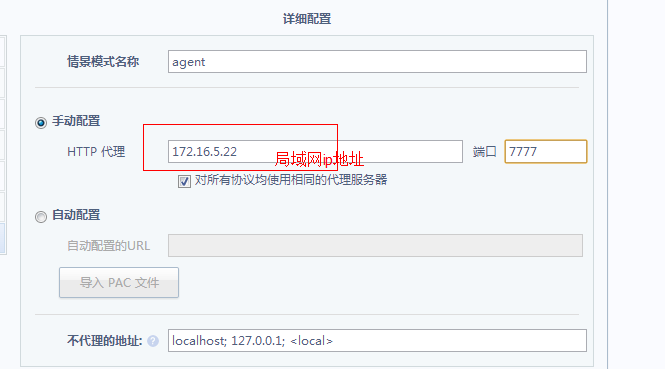 详细配置
情景模式名称 agent
手动配置
HTTP 代理 172.16.5.22 端口 7777
局域网ip地址
对所有协议均使用相同的代理服务器
自动配置
自动配置的URL
导入 PAC 文件
不代理的地址: ? localhost; 127.0.0.1; <local>